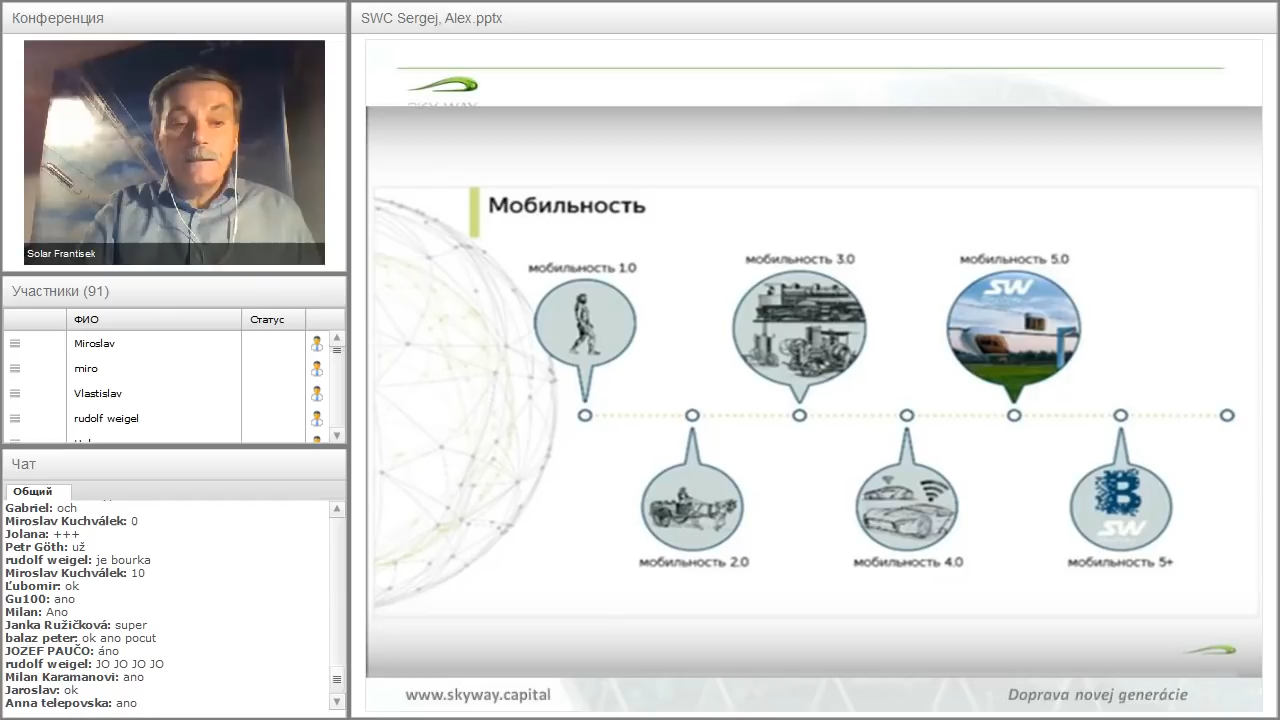 Конференция
Solar Frantisek
Участники (91)
ФИО Статус
Miroslav
miro
Vlastislav
rudolf weigel
Чат
Общий
Gabriel: och
Miroslav Kuchválek: 0
Jolana: +++
Petr Göth: už
rudolf weigel: je bourka
Miroslav Kuchválek: 10
Ľubomir: ok
Gu100: ano
Milan: Ano
Janka Ružičková: super
balaz peter: ok ano pocut
JOZEF PAUČO: áno
rudolf weigel: JO JO JO JO
Milan Karamanovi: ano
Jaroslav: ok
Anna telepovska: ano
SWC Sergej, Alex.pptx
SKY WAY
Мобильность
мобильность 1.0
мобильность 3.0
мобильность 5.0
SW
мобильность 2.0
мобильность 4.0
B
SW
мобильность 5+
www.skyway.capital
Doprava novej generácie